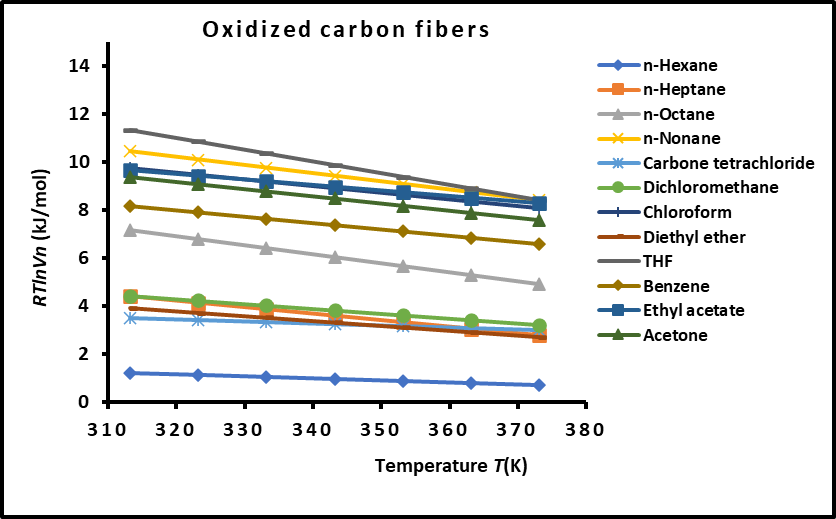 Oxidized carbon fibers
RTlnVn (kJ/mol)
14
12
10
8
6
4
2
0
310 320 330 340 350 360 370 380
Temperature T(K)
n-Hexane
n-Heptane
n-Octane
n-Nonane
Carbone tetrachloride
Dichloromethane
Chloroform
Diethyl ether
THF
Benzene
Ethyl acetate
Acetone